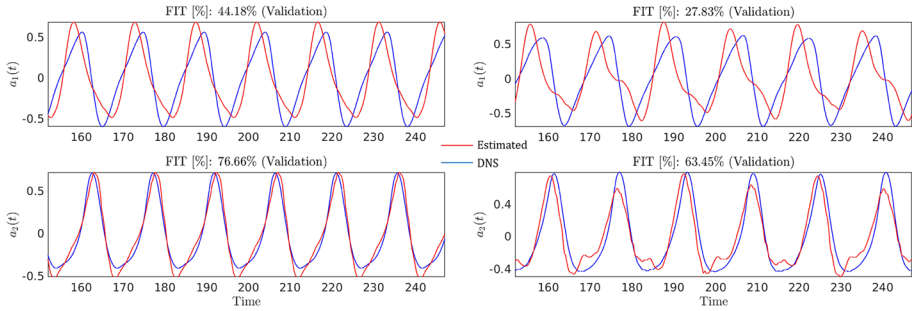 FIT [%]: 44.18% (Validation)
0.5
0
-0.5
a₁(t)
160 170 180 190 200 210 220 230 240
FIT [%]: 27.83% (Validation)
0.5
0
-0.5
a₁(t)
160 170 180 190 200 210 220 230 240
Estimated
DNS
FIT [%]: 76.66% (Validation)
0.5
0
-0.5
a₂(t)
160 170 180 190 200 210 220 230 240
Time
FIT [%]: 63.45% (Validation)
0.4
0
-0.4
a₂(t)
160 170 180 190 200 210 220 230 240
Time